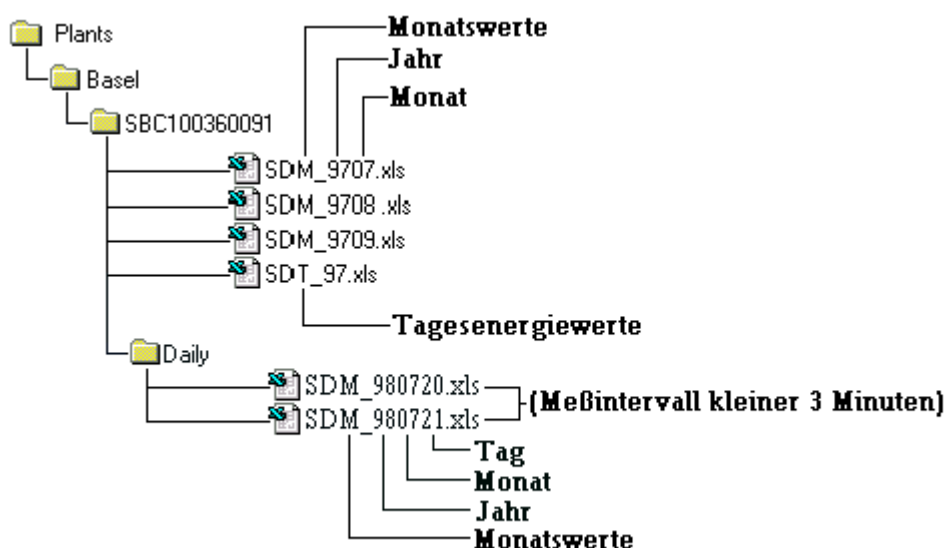 Monatswerte
Plants
Jahr
Basel
Monat
SBC100360091
SDM_9707.xls
SDM_9708 .xls
SDM_9709.xls
SDT_97.xls
Tagesenergiewerte
Daily
SDM_980720.xls
(Meßintervall kleiner 3 Minuten)
SDM_980721.xls
Tag
Monat
Jahr
Monatswerte